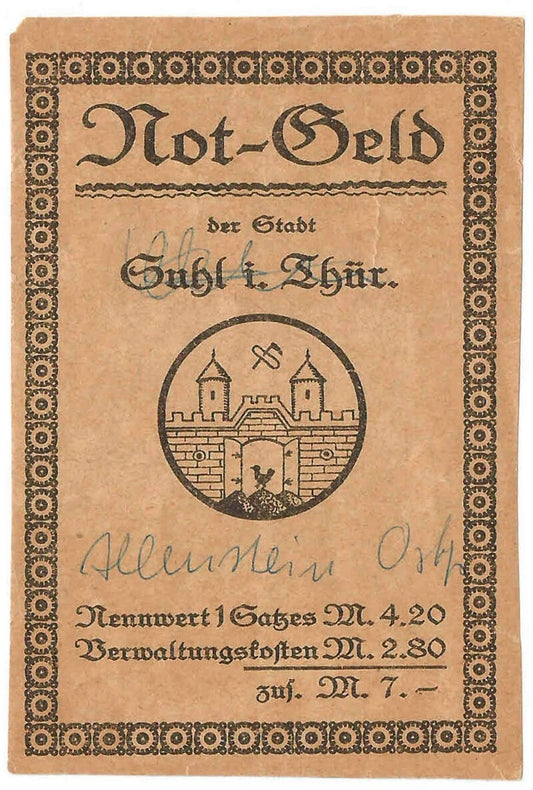 Not-Geld
der Stadt
Suhl i. Thür.
Allenstein Ostp
Nennwert 1 Satzes M. 4.20
Verwaltungskosten M. 2.80
zus. M. 7.–